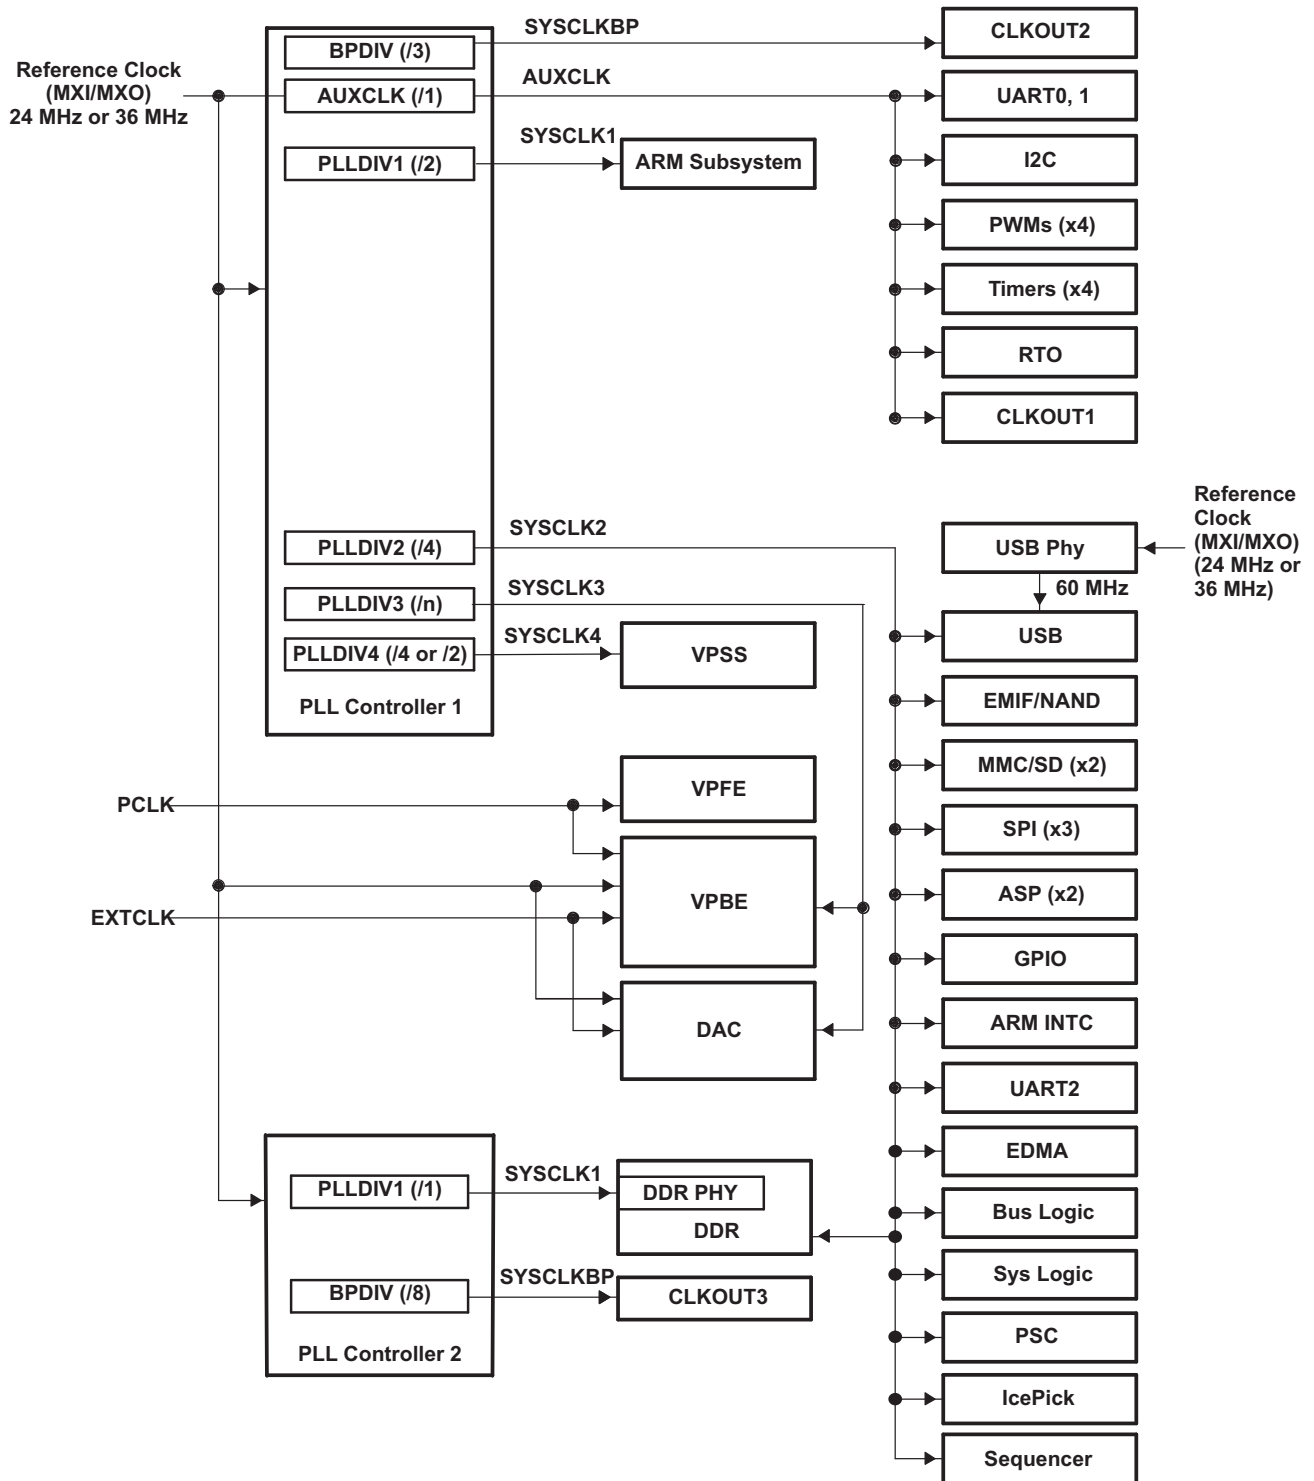 SYSCLKBP
CLKOUT2
BPDIV (/3)
Reference Clock
(MXI/MXO)
24 MHz or 36 MHz
AUXCLK
AUXCLK (/1)
UART0, 1
SYSCLK1
PLLDIV1 (/2)
ARM Subsystem
I2C
PWMs (x4)
Timers (x4)
RTO
CLKOUT1
Reference
Clock
(MXI/MXO)
(24 MHz or
36 MHz)
SYSCLK2
PLLDIV2 (/4)
USB Phy
60 MHz
SYSCLK3
PLLDIV3 (/n)
USB
SYSCLK4
PLLDIV4 (/4 or /2)
VPSS
PLL Controller 1
EMIF/NAND
MMC/SD (x2)
VPFE
PCLK
SPI (x3)
VPBE
ASP (x2)
EXTCLK
GPIO
DAC
ARM INTC
UART2
EDMA
SYSCLK1
PLLDIV1 (/1)
DDR PHY
DDR
Bus Logic
Sys Logic
SYSCLKBP
BPDIV (/8)
CLKOUT3
PLL Controller 2
PSC
IcePick
Sequencer